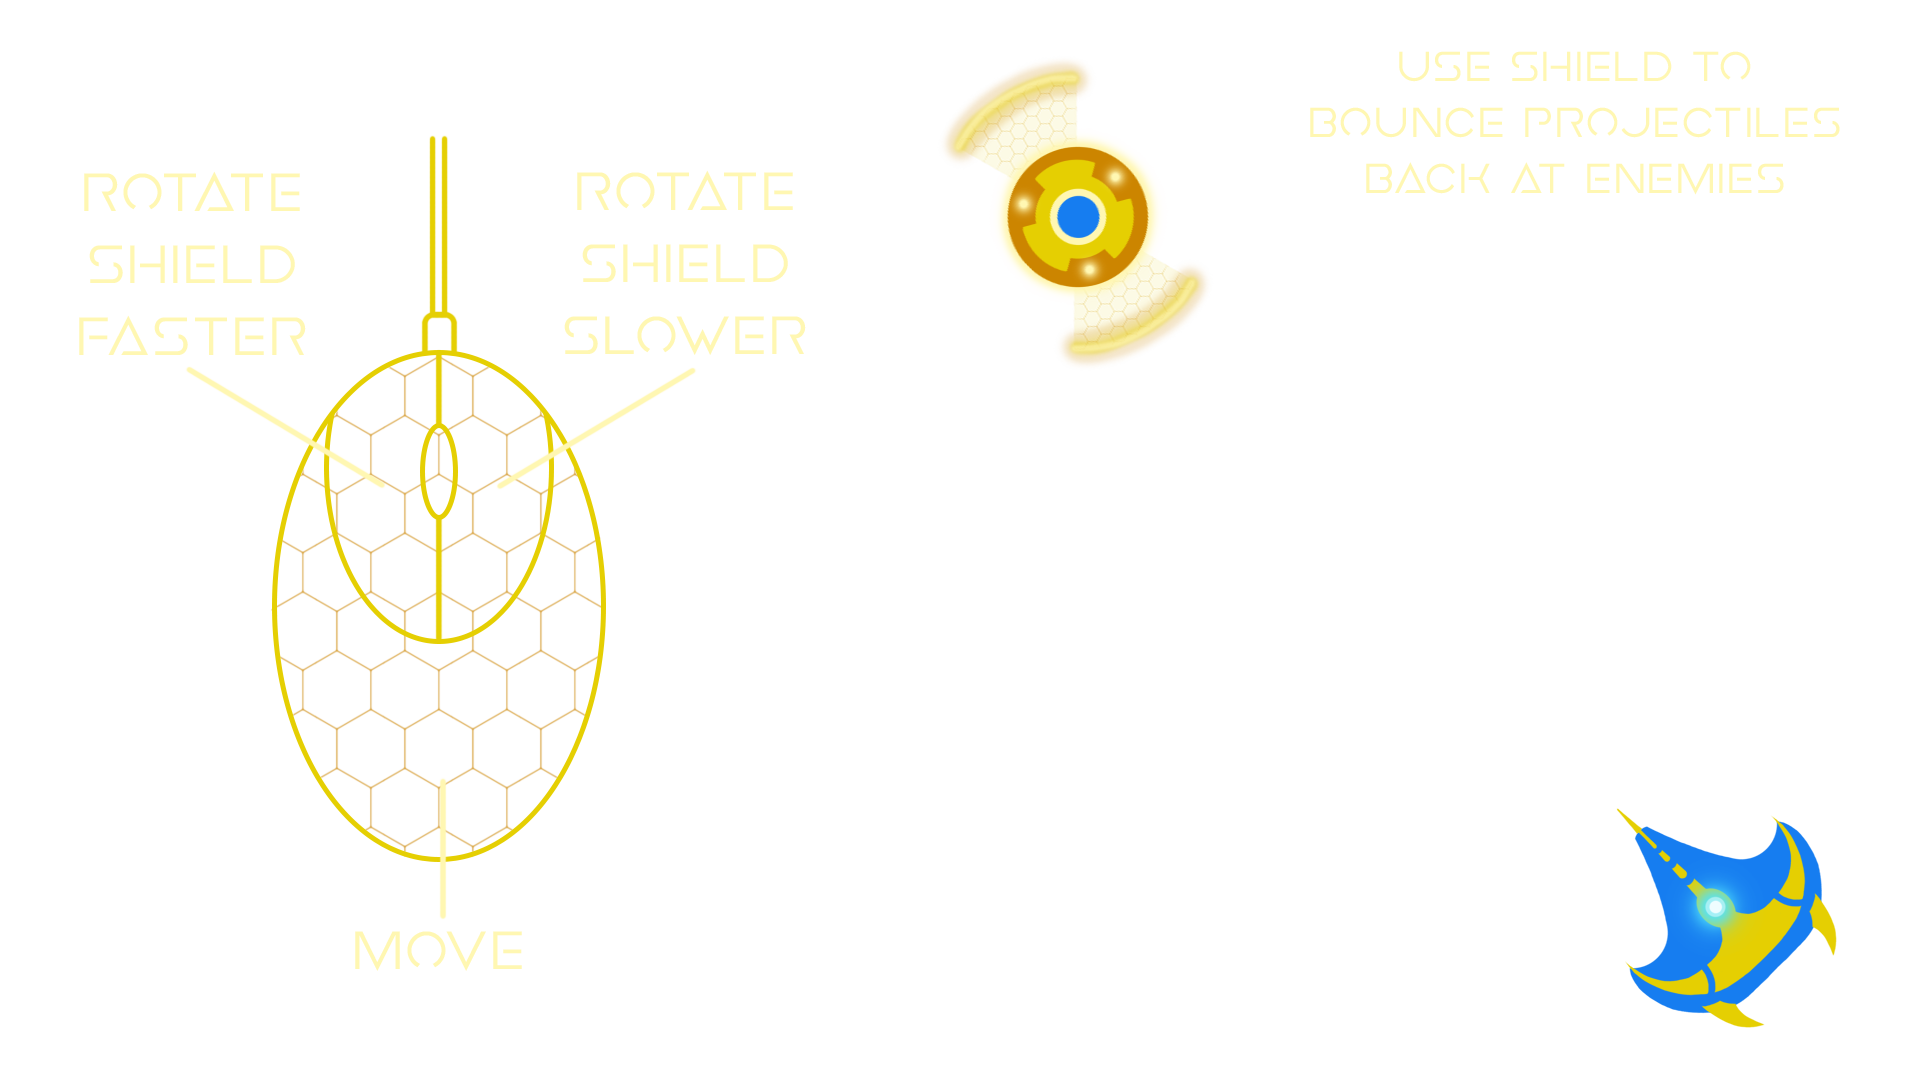 ROTATE
SHIELD
FASTER
ROTATE
SHIELD
SLOWER
MOVE
USE SHIELD TO
BOUNCE PROJECTILES
BACK AT ENEMIES